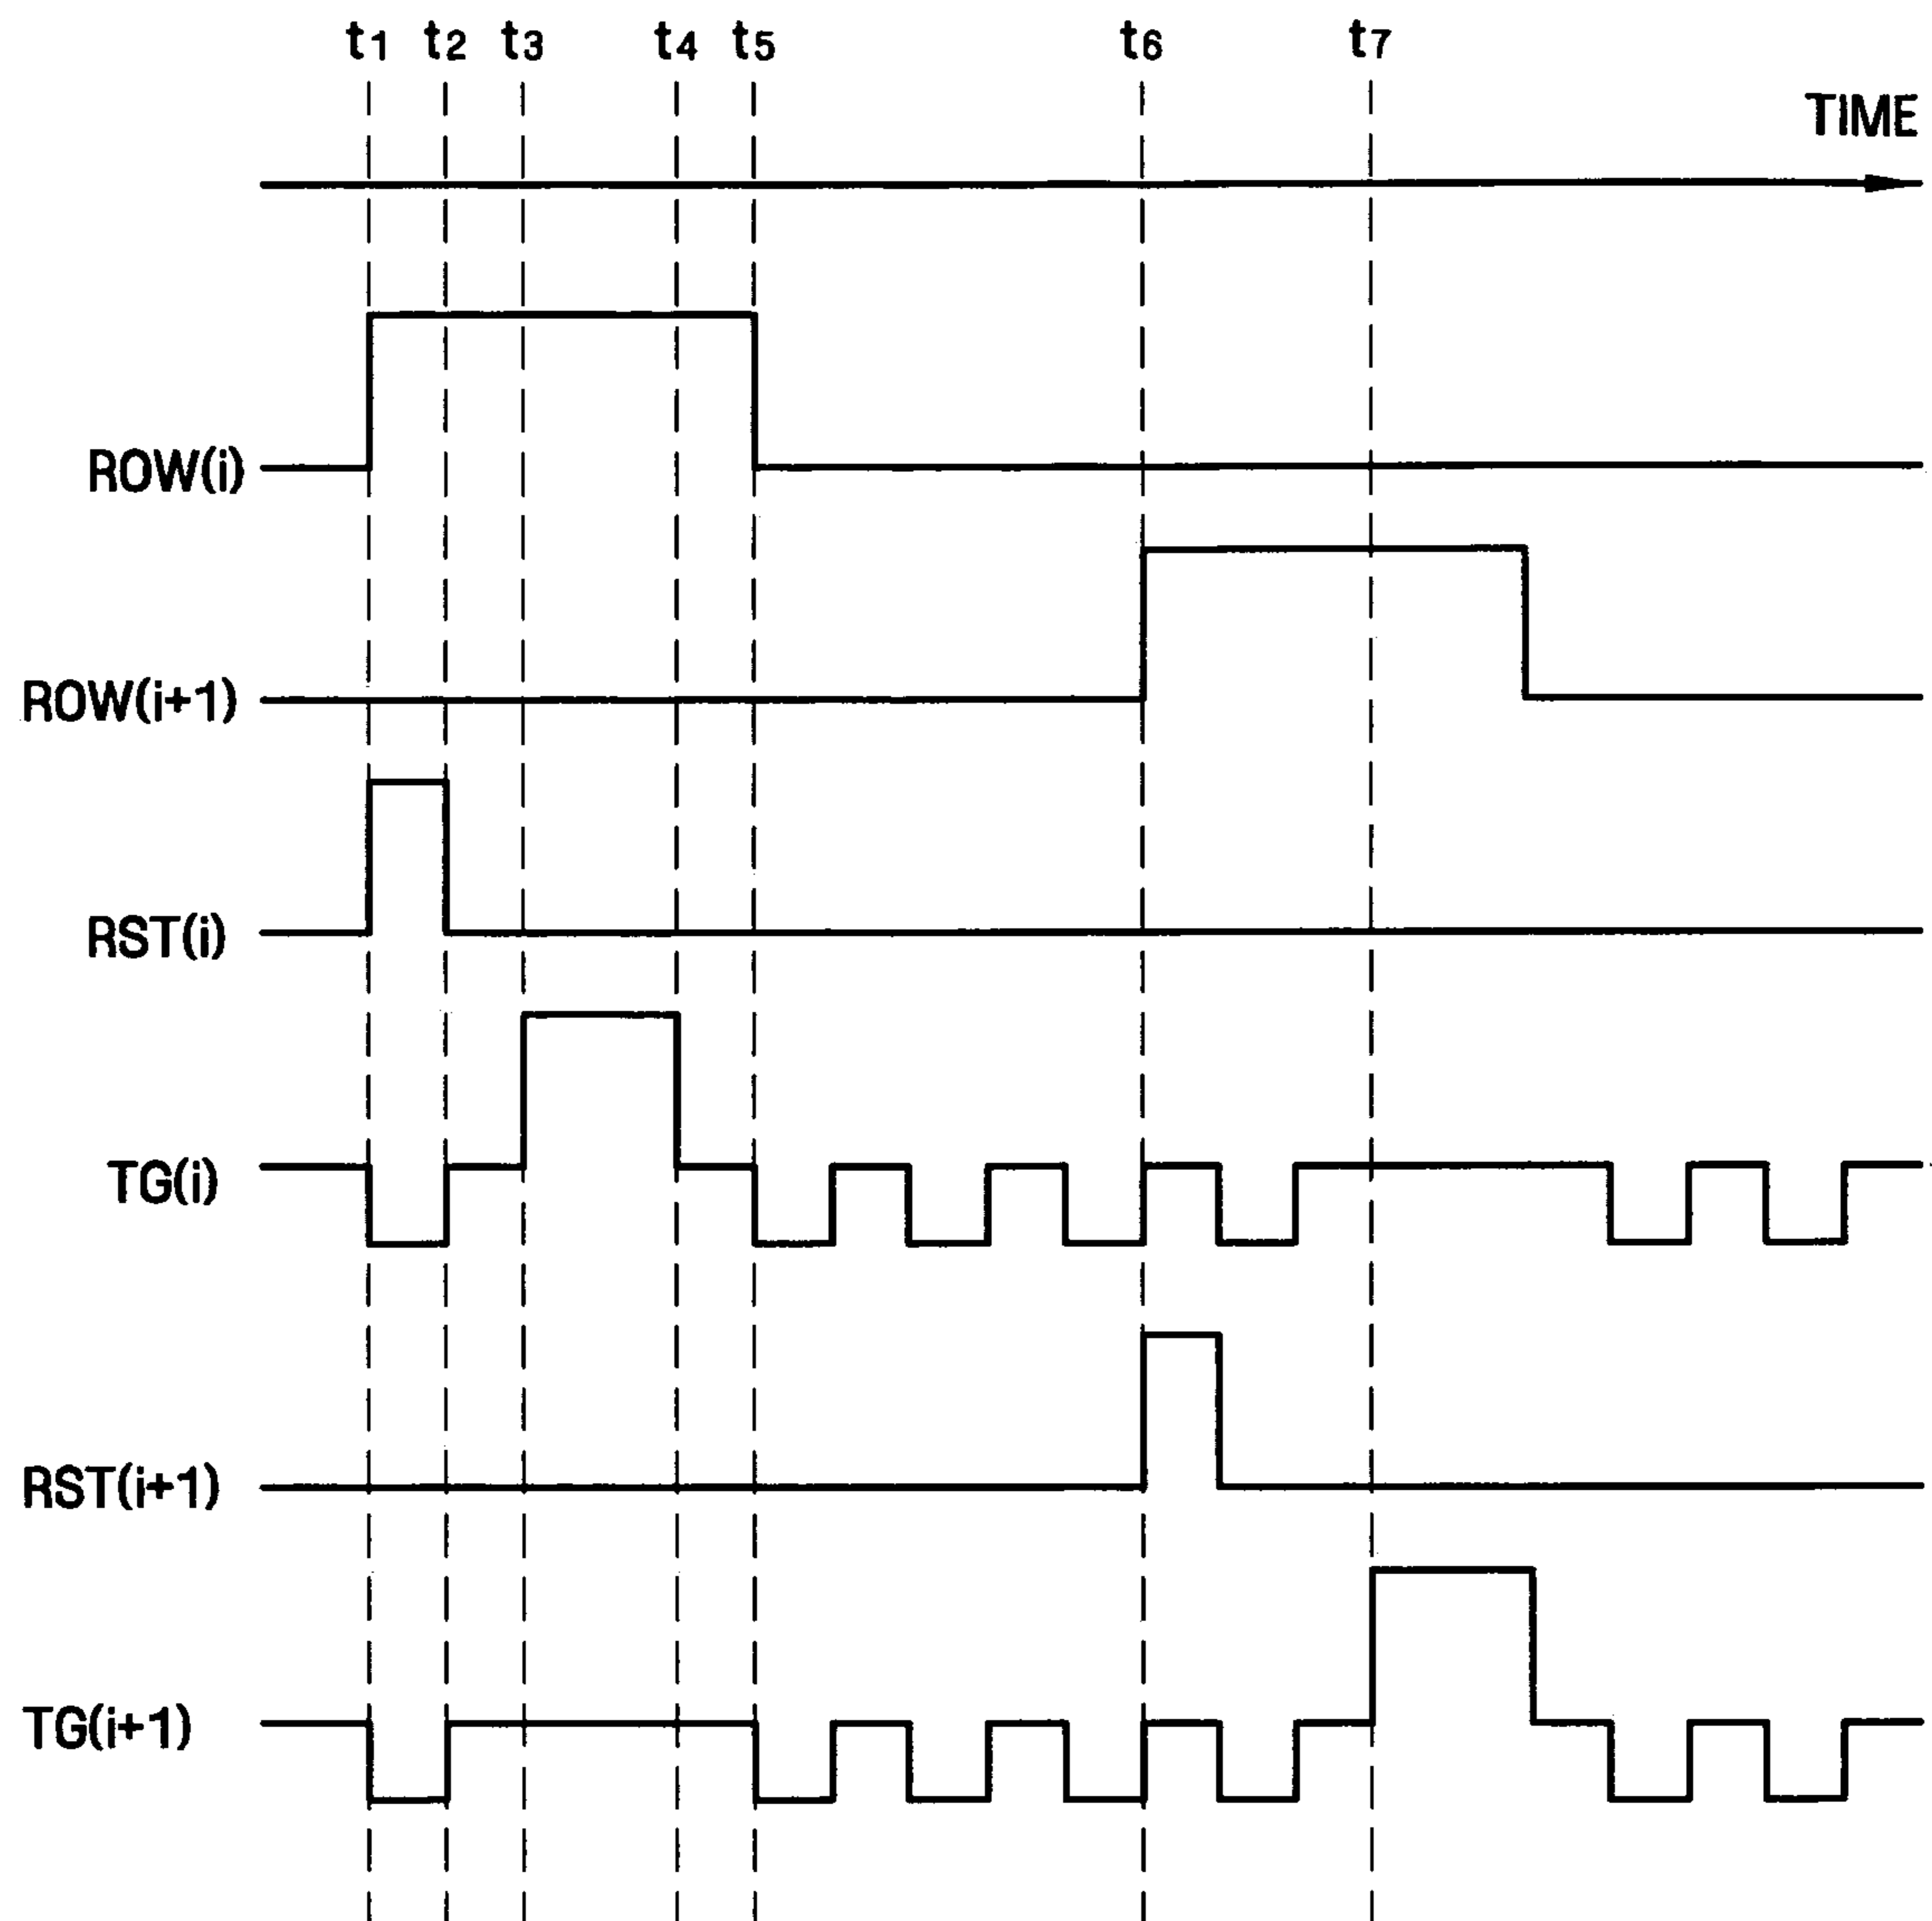 t1 t2 t3 t4 t5 t6 t7
TIME
ROW(i)
ROW(i+1)
RST(i)
TG(i)
RST(i+1)
TG(i+1)